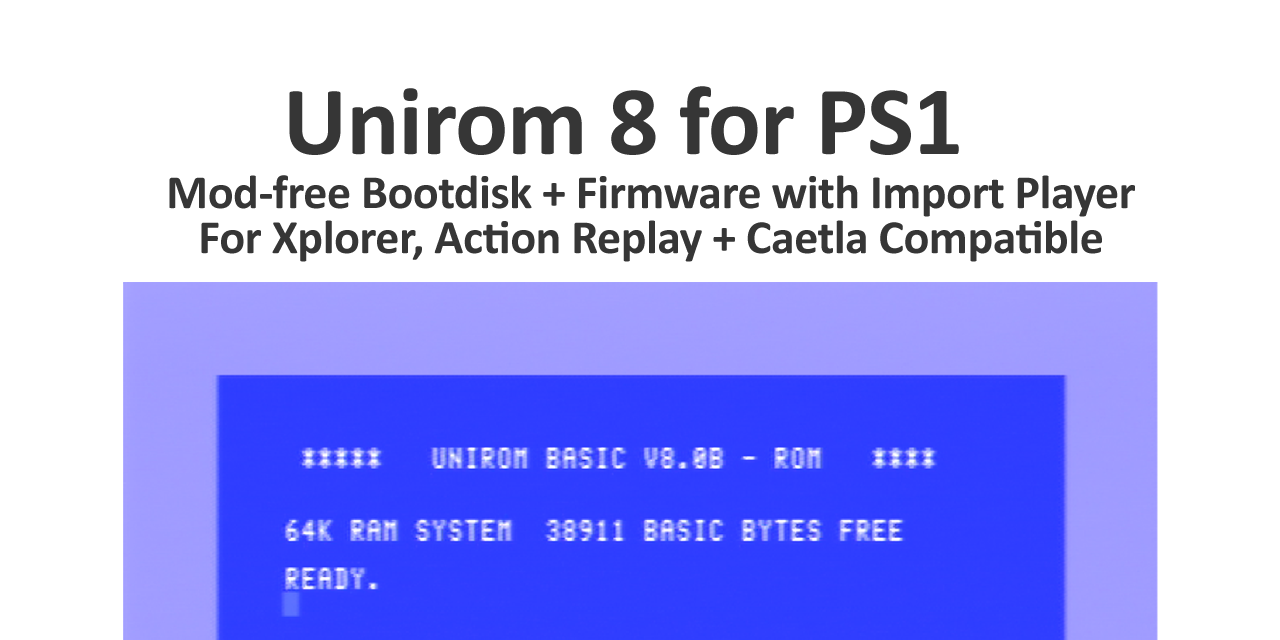 Unirom 8 for PS1
Mod-free Bootdisk + Firmware with Import Player
For Xplorer, Action Replay + Caetla Compatible
***** UNIROM BASIC V8.0B - ROM ****
64K RAM SYSTEM 38911 BASIC BYTES FREE
READY.